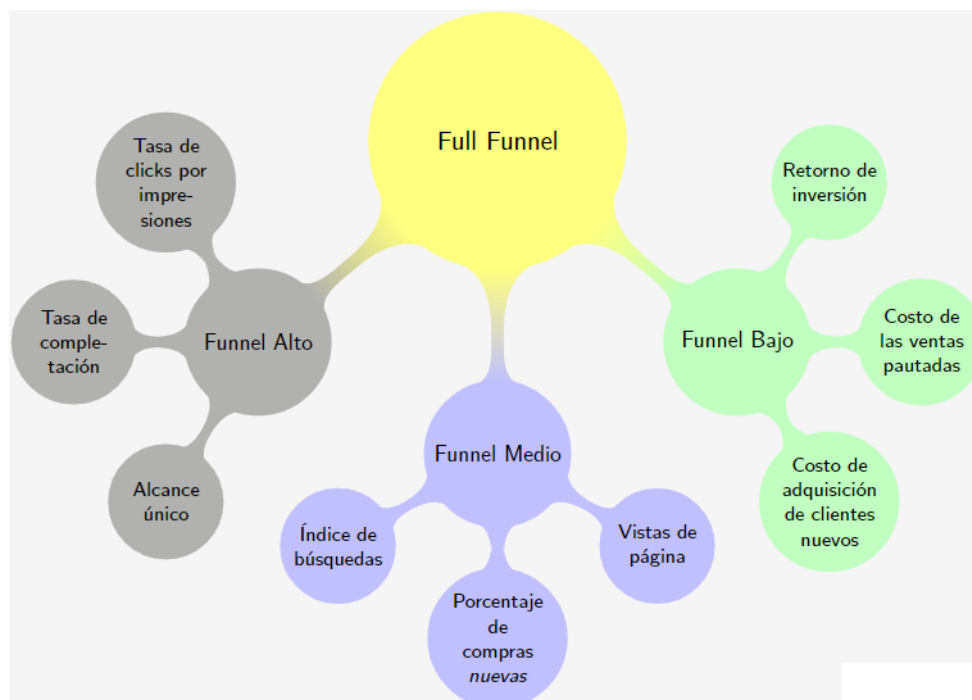 Full Funnel
Tasa de
clicks por
impre-
siones
Tasa de
comple-
tación
Funnel Alto
Alcance
único
Funnel Medio
Índice de
búsquedas
Porcentaje
de
compras
nuevas
Vistas de
página
Retorno de
inversión
Funnel Bajo
Costo de
las ventas
pautadas
Costo de
adquisición
de clientes
nuevos